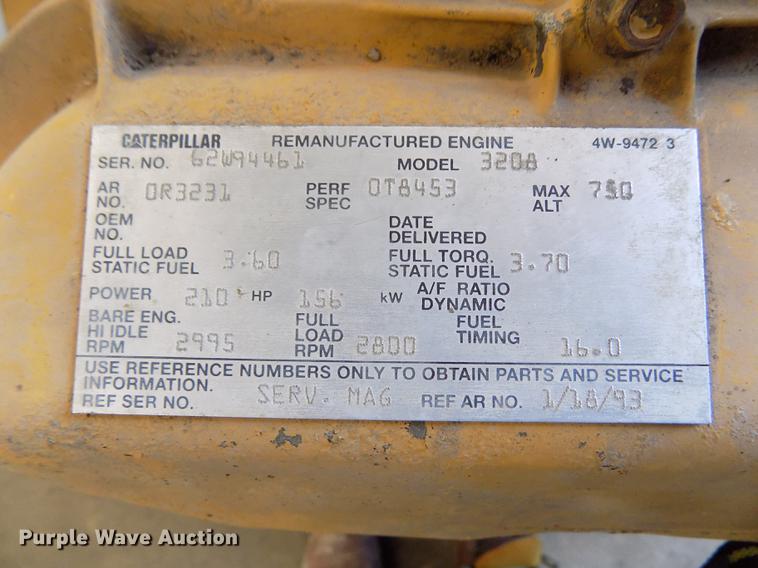 CATERPILLAR REMANUFACTURED ENGINE 4W-9472 3
SER. NO. 62W94461 MODEL 3208
AR NO. 0R3231 PERF SPEC 0T8453 MAX ALT 750
OEM NO. DATE DELIVERED
FULL LOAD STATIC FUEL 3.60 FULL TORQ. STATIC FUEL 3.70
POWER 210 HP 156 kW A/F RATIO DYNAMIC
BARE ENG. HI IDLE RPM 2995 FULL LOAD RPM 2800 FUEL TIMING 16.0
USE REFERENCE NUMBERS ONLY TO OBTAIN PARTS AND SERVICE
INFORMATION.
REF SER NO. SERV. MAG REF AR NO. 1/18/93
Purple Wave Auction